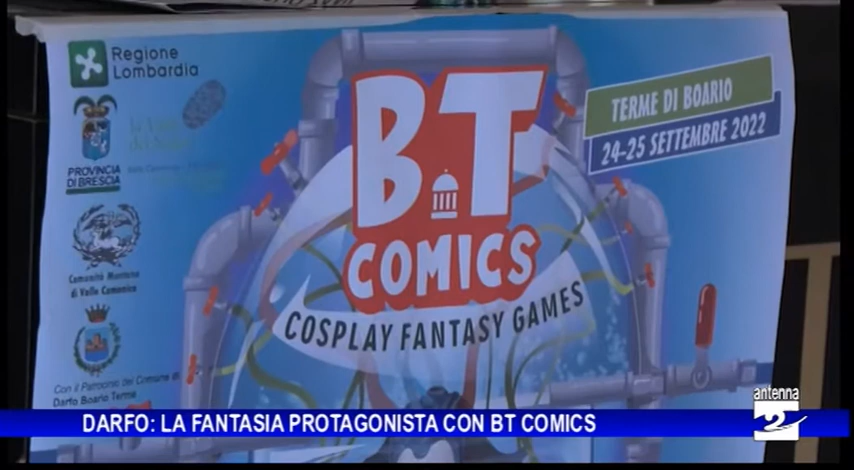 Regione
Lombardia
PROVINCIA
DI BRESCIA
Comunità Montana
di Valle Camonica
Con il Patrocinio del Comune di
Darfo Boario Terme
BT
COMICS
COSPLAY FANTASY GAMES
TERME DI BOARIO
24-25 SETTEMBRE 2022
DARFO: LA FANTASIA PROTAGONISTA CON BT COMICS
antenna
2